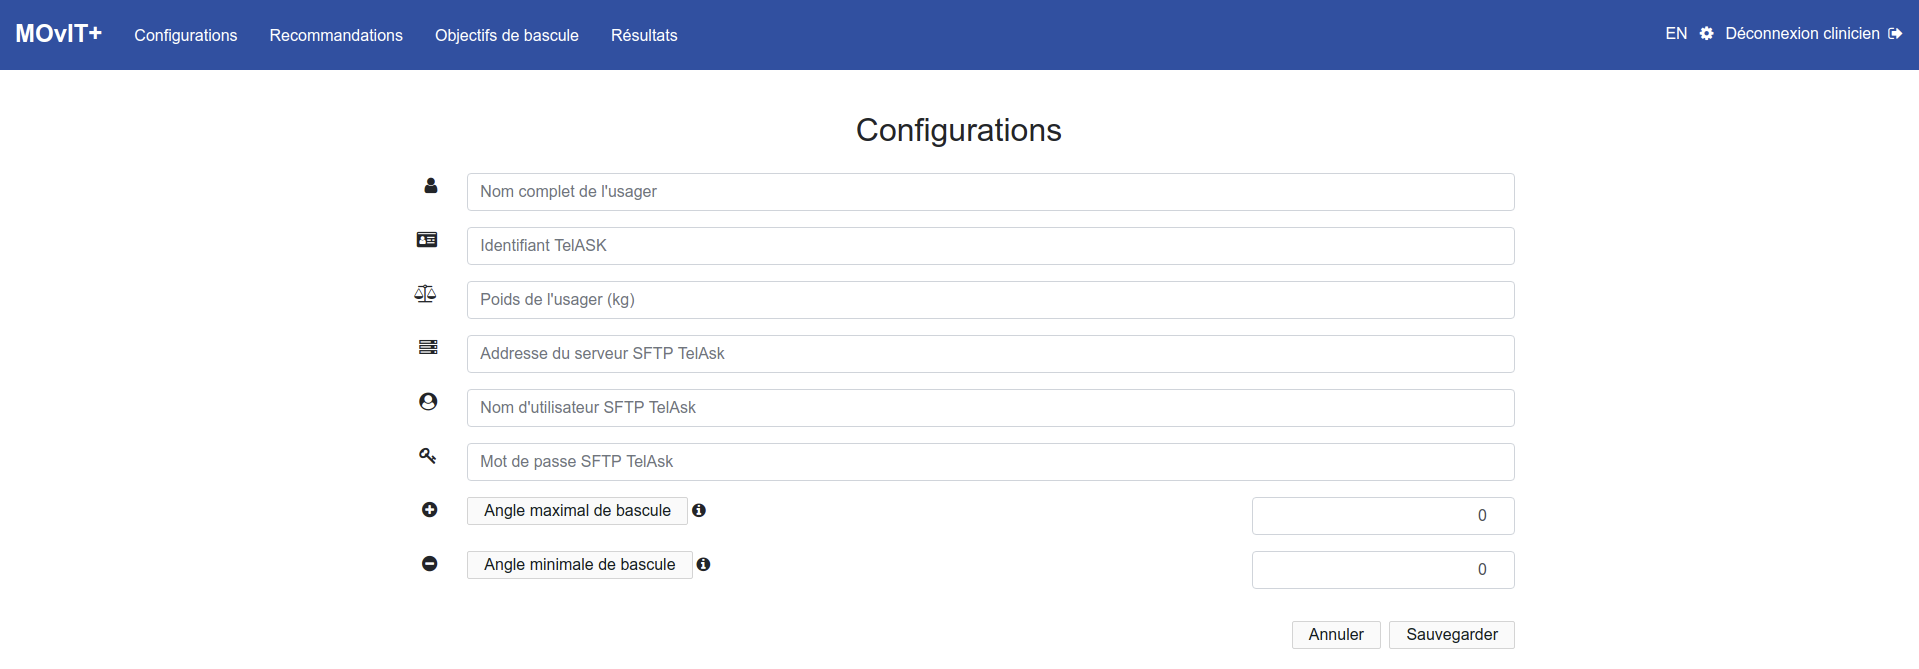 MOvIT+ Configurations Recommandations Objectifs de bascule Résultats EN Déconnexion clinicien
Configurations
Nom complet de l'usager
Identifiant TelASK
Poids de l'usager (kg)
Addresse du serveur SFTP TelAsk
Nom d'utilisateur SFTP TelAsk
Mot de passe SFTP TelAsk
Angle maximal de bascule 0
Angle minimale de bascule 0
Annuler Sauvegarder